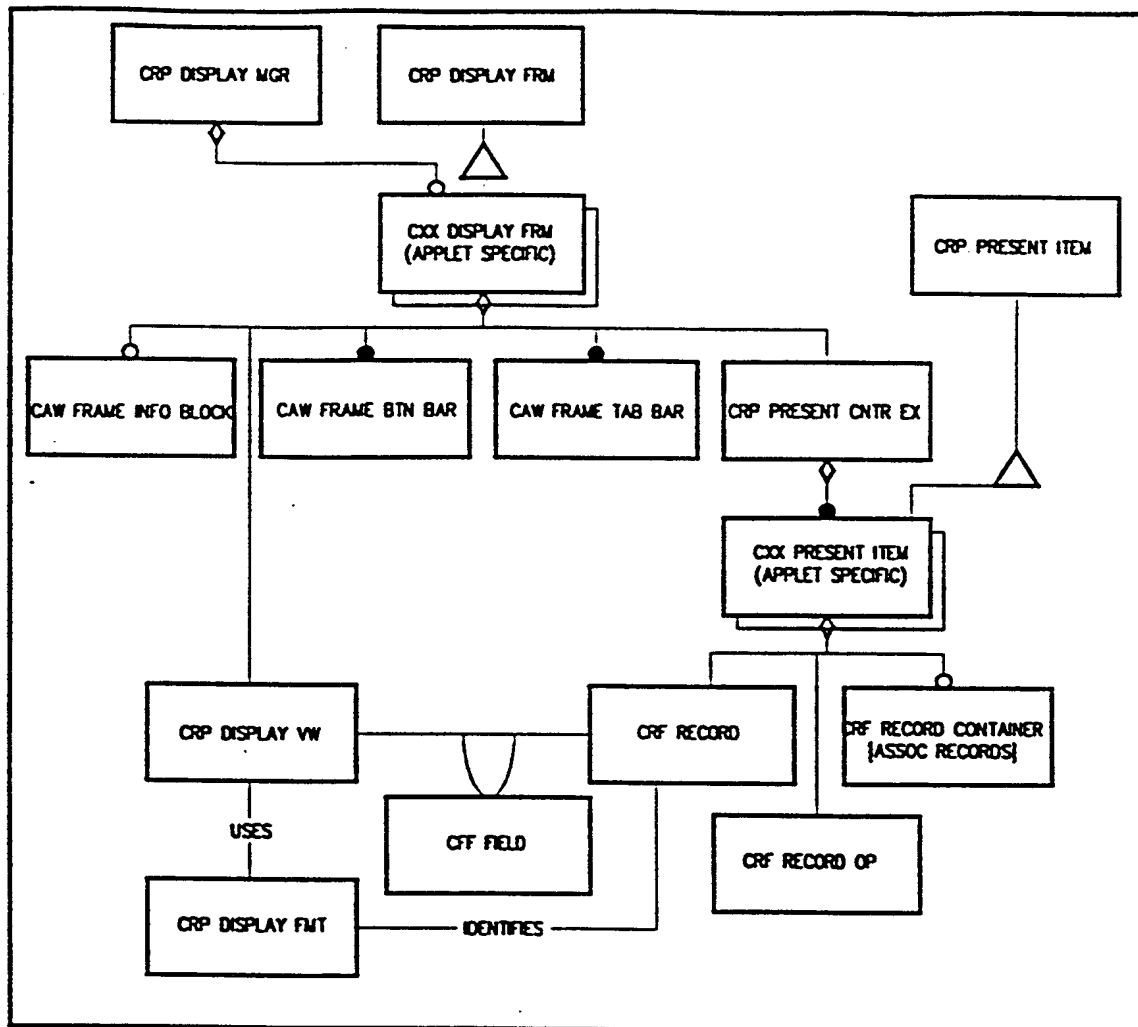 CRP DISPLAY MGR
CRP DISPLAY FRM
CXX DISPLAY FRM
(APPLET SPECIFIC)
CRP PRESENT ITEM
CAW FRAME INFO BLOCK
CAW FRAME BTN BAR
CAW FRAME TAB BAR
CRP PRESENT CNTR EX
CXX PRESENT ITEM
(APPLET SPECIFIC)
CRP DISPLAY VW
CRF RECORD
CRF RECORD CONTAINER
[ASSOC RECORDS]
USES
CFF FIELD
CRF RECORD OP
CRP DISPLAY FMT
IDENTIFIES